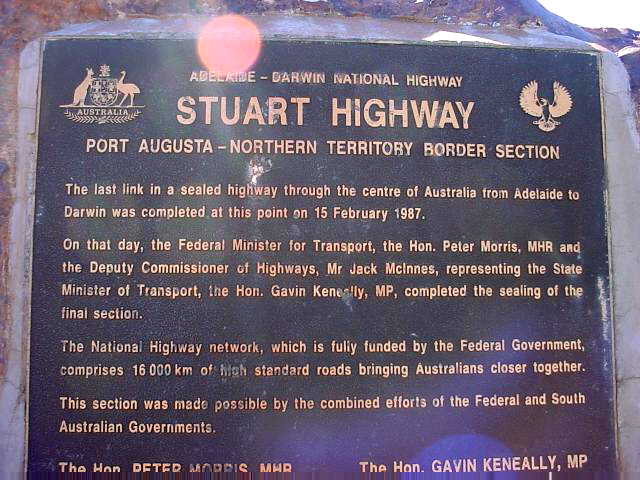 ADELAIDE – DARWIN NATIONAL HIGHWAY
AUSTRALIA
STUART HIGHWAY
PORT AUGUSTA – NORTHERN TERRITORY BORDER SECTION
The last link in a sealed highway through the centre of Australia from Adelaide to
Darwin was completed at this point on 15 February 1987.
On that day, the Federal Minister for Transport, the Hon. Peter Morris, MHR and
the Deputy Commissioner of Highways, Mr Jack McInnes, representing the State
Minister of Transport, the Hon. Gavin Keneally, MP, completed the sealing of the
final section.
The National Highway network, which is fully funded by the Federal Government,
comprises 16 000 km of high standard roads bringing Australians closer together.
This section was made possible by the combined efforts of the Federal and South
Australian Governments.
The Hon. PETER MORRIS, MHR The Hon. GAVIN KENEALLY, MP